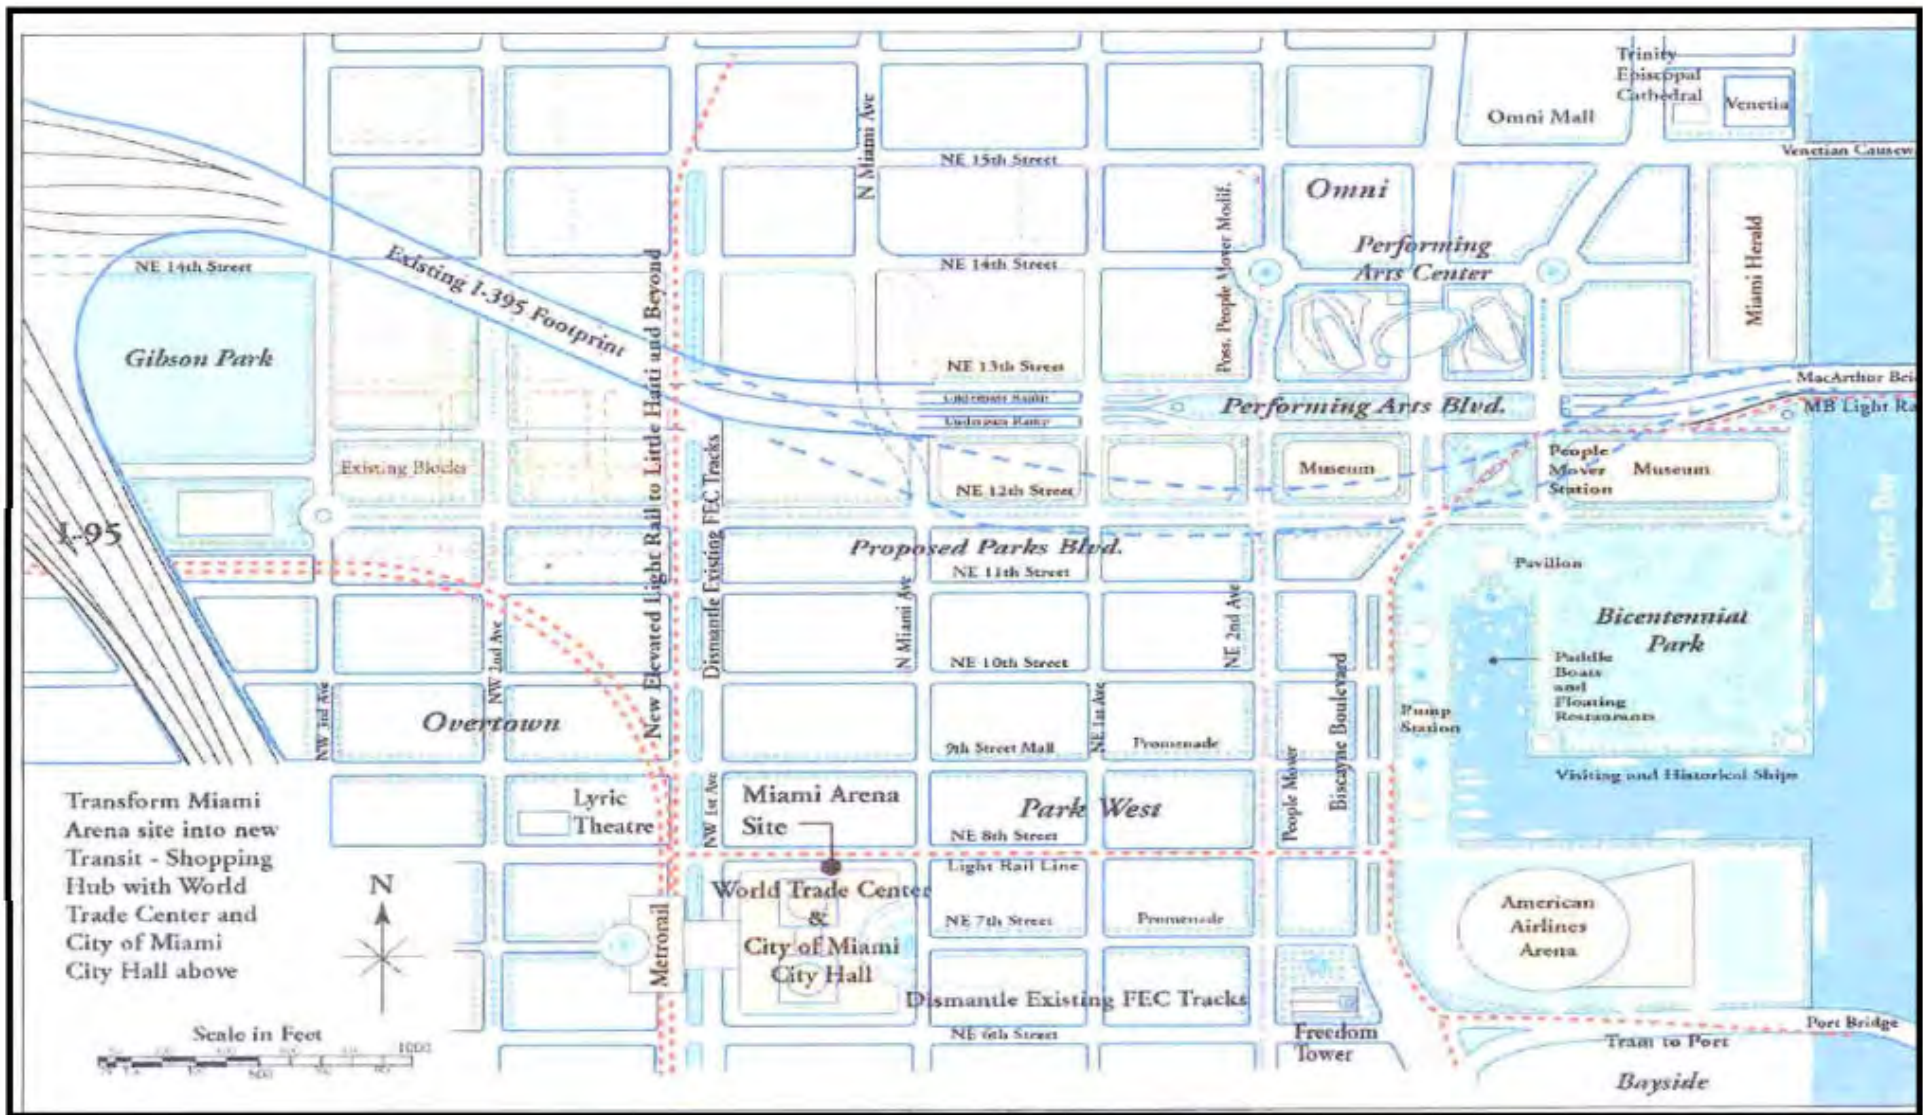 Trinity
Episcopal
Cathedral
Venetia
Omni Mall
Venetian Causew
N Miami Ave
NE 15th Street
Omni
Poss. People Mover Modif.
Performing
Arts Center
Miami Herald
NE 14th Street
NE 14th Street
Existing I-395 Footprint
Gibson Park
New Elevated Light Rail to Little Haiti and Beyond
NE 13th Street
Underpass Ramp
Underpass Ramp
Performing Arts Blvd.
MacArthur Bri
MB Light Ra
Existing Blocks
Dismantle Existing FEC Tracks
NE 12th Street
Museum
People
Mover
Station
Museum
I-95
Biscayne Bay
Proposed Parks Blvd.
NE 11th Street
Pavilion
Bicentennial
Park
NW 2nd Ave
N Miami Ave
NE 10th Street
NE 2nd Ave
Biscayne Boulevard
Paddle
Boats
and
Floating
Restaurants
NW 3rd Ave
Overtown
9th Street Mall
NE 1st Ave
Promenade
Pump
Station
Visiting and Historical Ships
Transform Miami
Arena site into new
Transit - Shopping
Hub with World
Trade Center and
City of Miami
City Hall above
Lyric
Theatre
NW 1st Ave
Miami Arena
Site
Park West
NE 8th Street
People Mover
Light Rail Line
N
World Trade Center
&
City of Miami
City Hall
NE 7th Street
Promenade
American
Airlines
Arena
Metrorail
Dismantle Existing FEC Tracks
NE 6th Street
Freedom
Tower
Port Bridge
Tram to Port
Bayside
Scale in Feet
1000